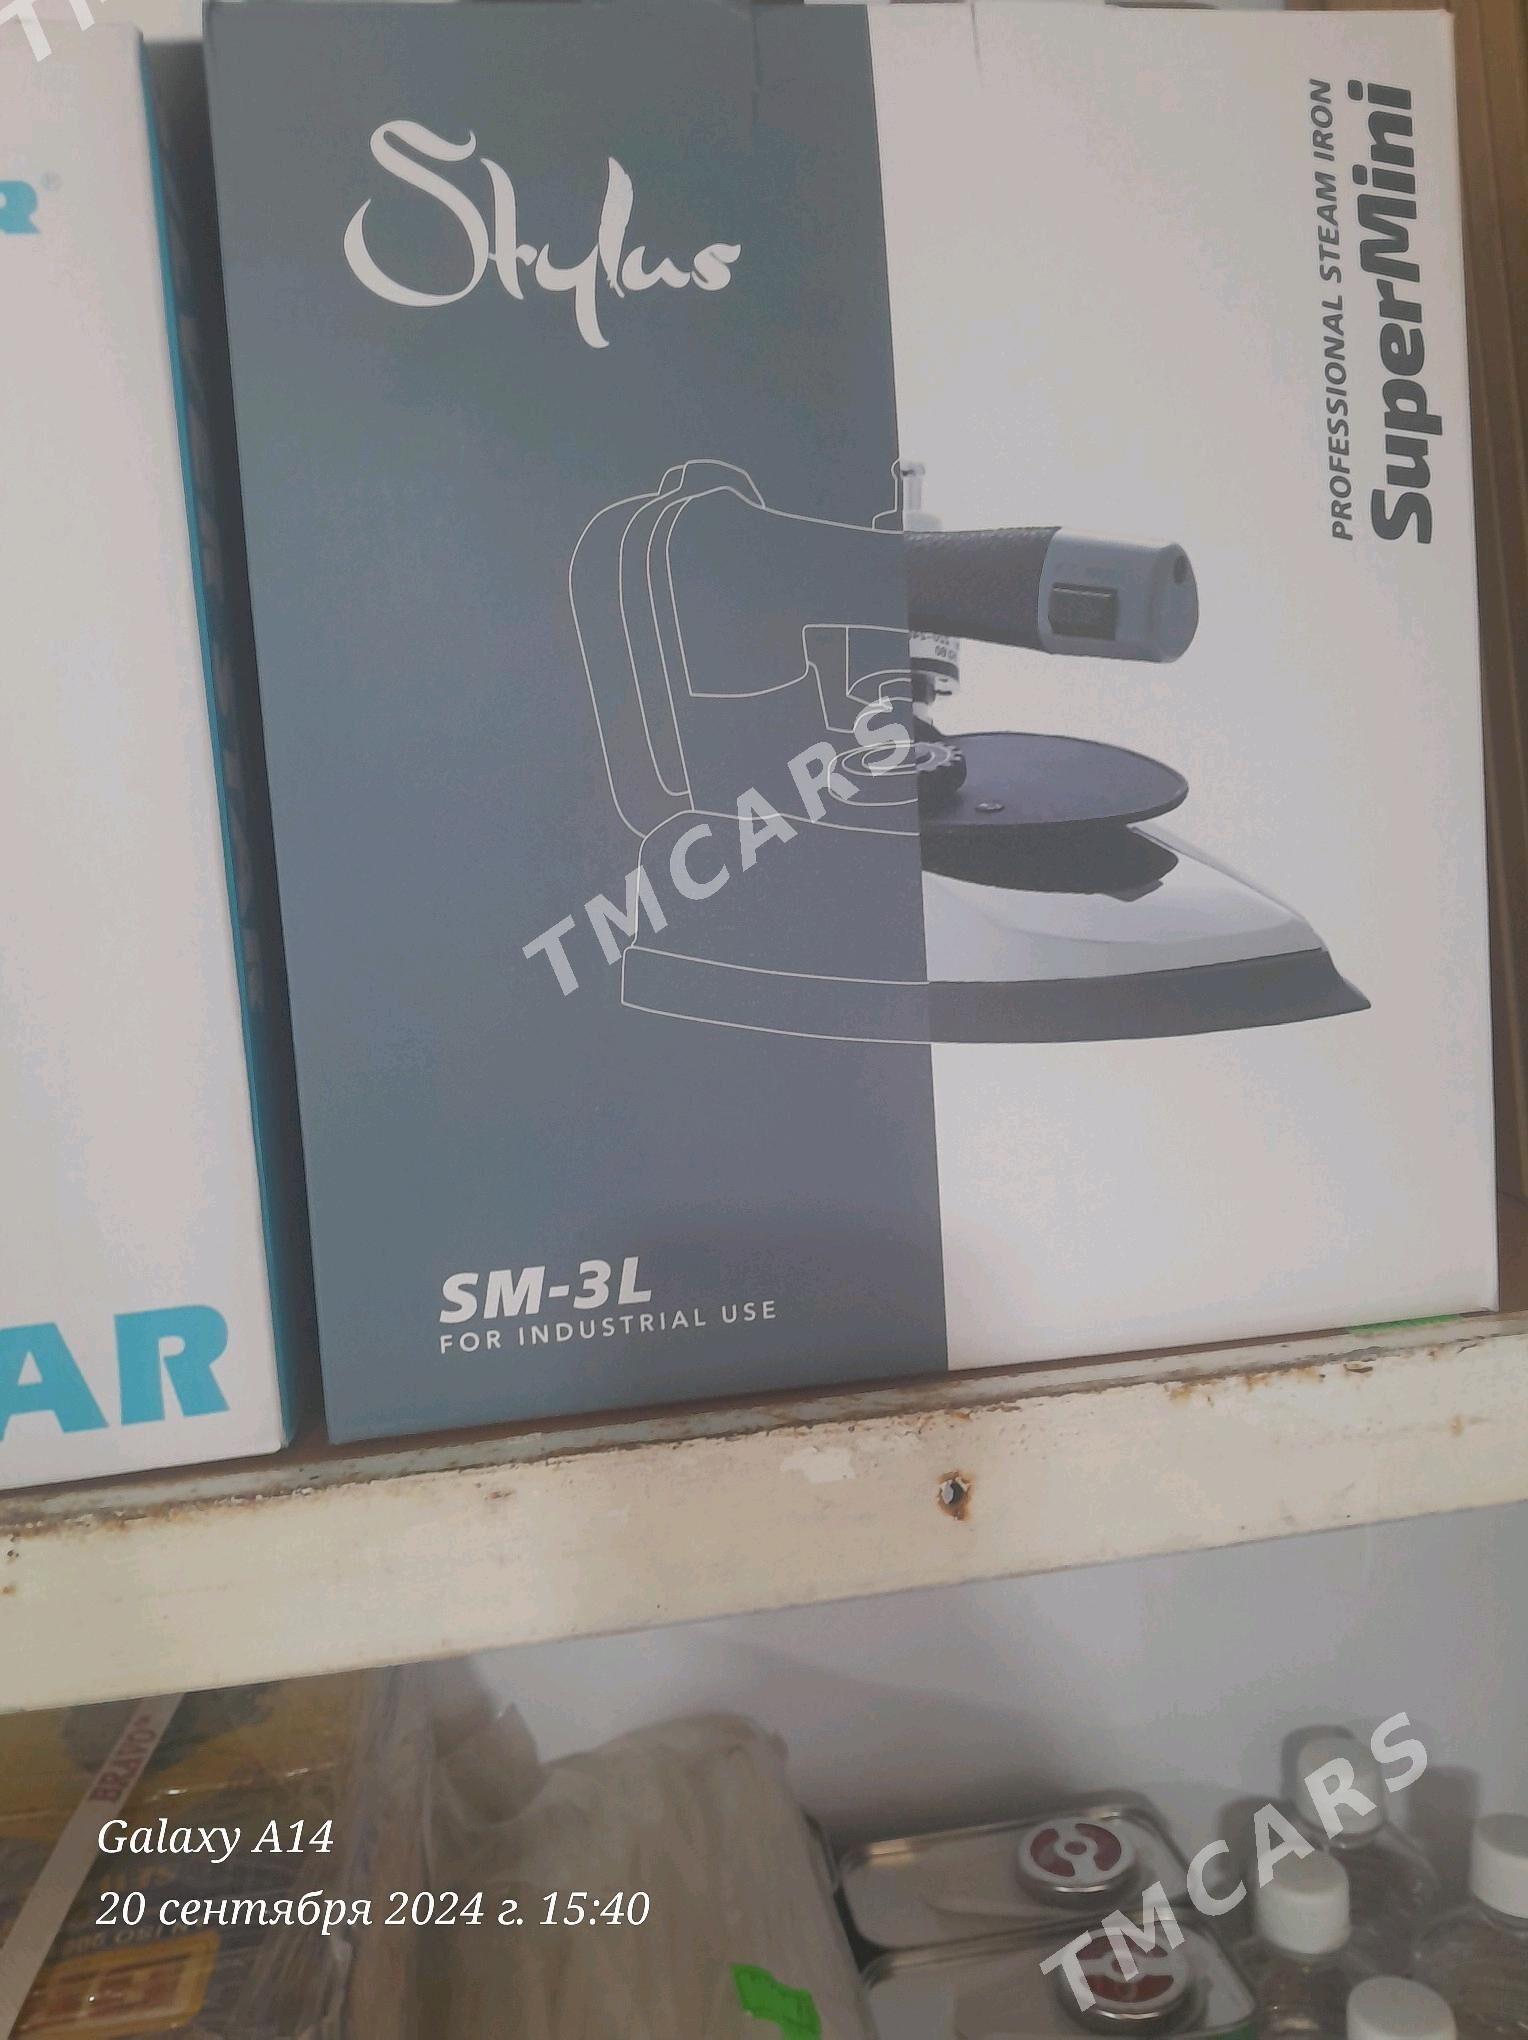 Stylus
PROFESSIONAL STEAM IRON
SuperMini
TMCARS
SM-3L
FOR INDUSTRIAL USE
AR
BRAVO
Galaxy A14
20 сентября 2024 г. 15:40
TMCARS